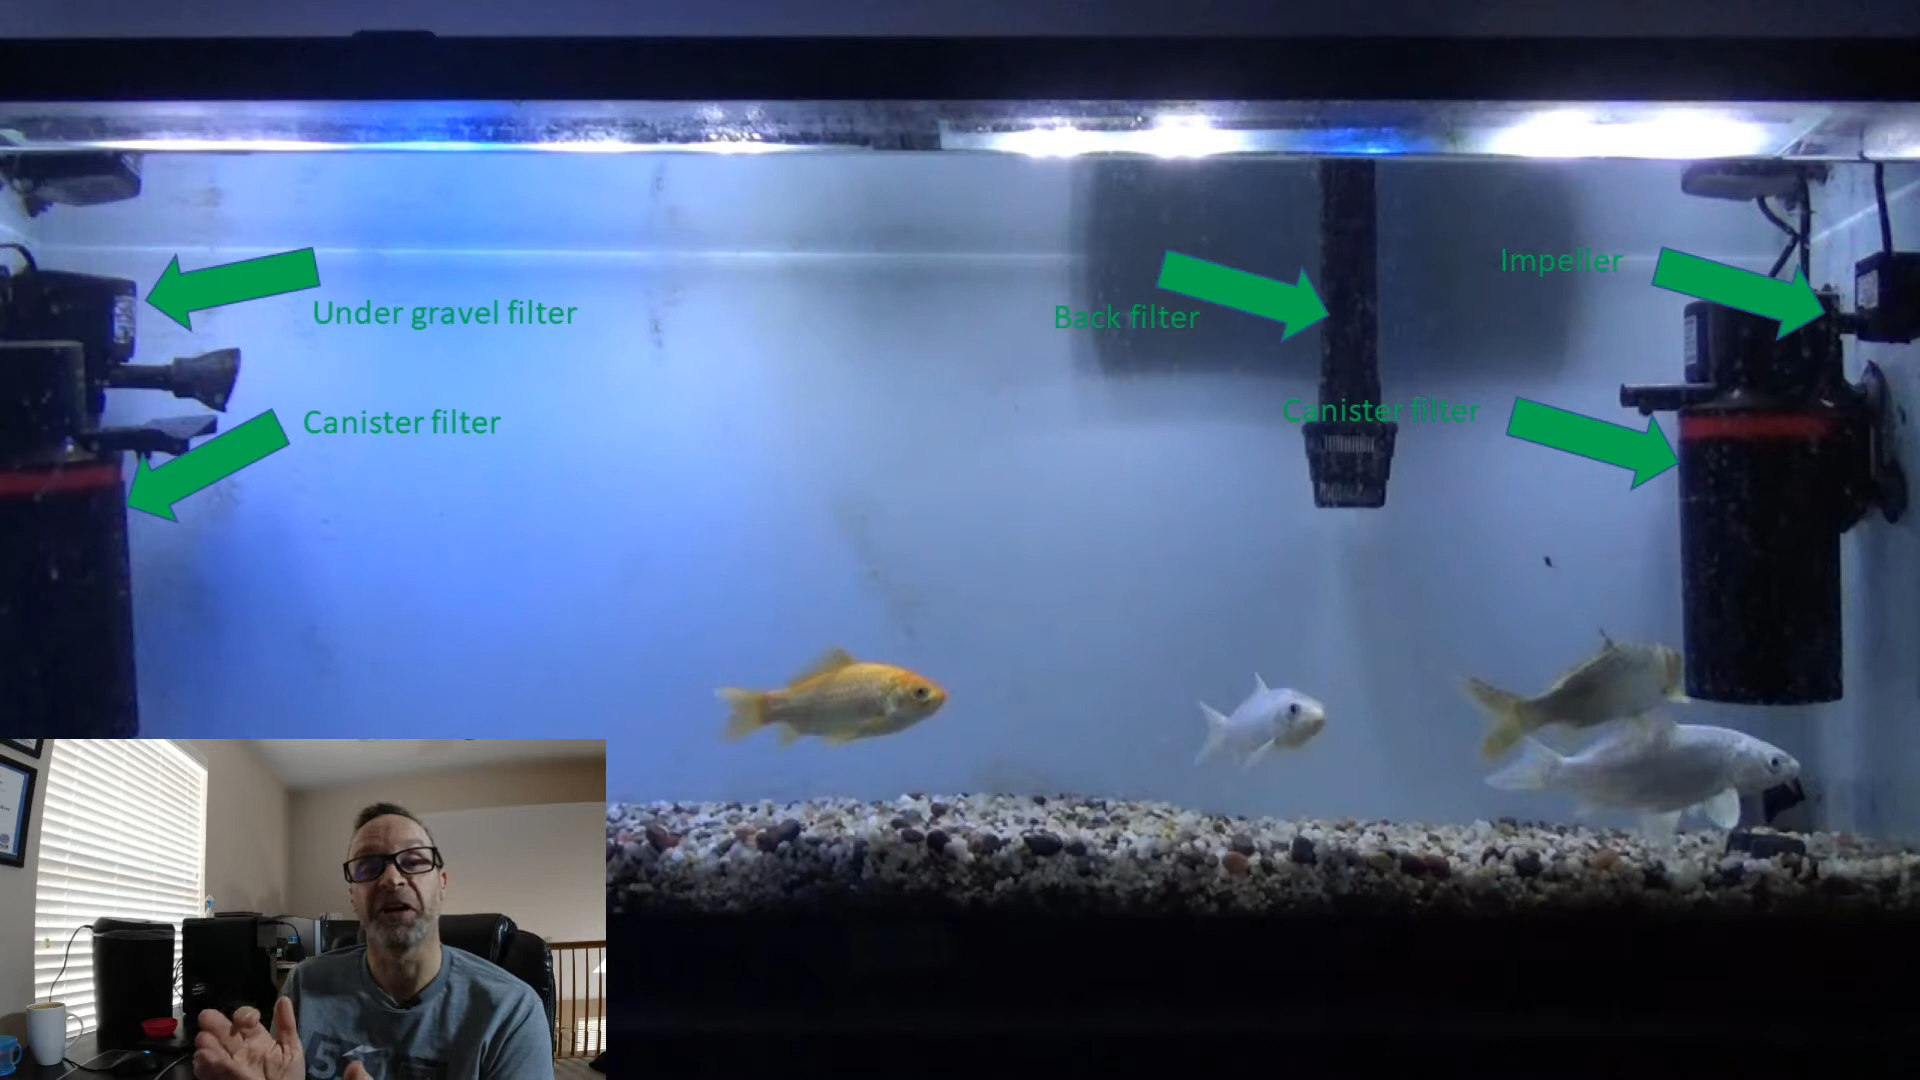 Impeller
Under gravel filter
Back filter
Canister filter
Canister filter